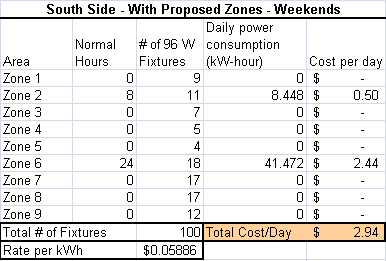 South Side - With Proposed Zones - Weekends
Area Normal Hours # of 96 W Fixtures Daily power consumption (kW-hour) Cost per day
Zone 1 0 9 0 $ -
Zone 2 8 11 8.448 $ 0.50
Zone 3 0 7 0 $ -
Zone 4 0 5 0 $ -
Zone 5 0 4 0 $ -
Zone 6 24 18 41.472 $ 2.44
Zone 7 0 17 0 $ -
Zone 8 0 17 0 $ -
Zone 9 0 12 0 $ -
Total # of Fixtures 100 Total Cost/Day $ 2.94
Rate per kWh $0.05886